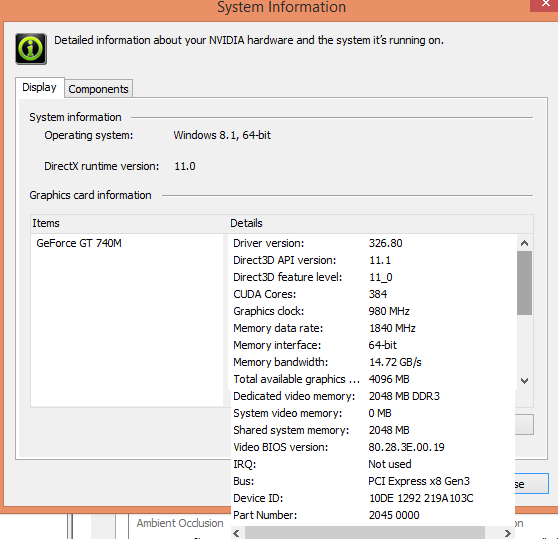 System Information
Detailed information about your NVIDIA hardware and the system it's running on.
Display Components
System information
Operating system: Windows 8.1, 64-bit
DirectX runtime version: 11.0
Graphics card information
Items Details
GeForce GT 740M
Driver version: 326.80
Direct3D API version: 11.1
Direct3D feature level: 11_0
CUDA Cores: 384
Graphics clock: 980 MHz
Memory data rate: 1840 MHz
Memory interface: 64-bit
Memory bandwidth: 14.72 GB/s
Total available graphics ... 4096 MB
Dedicated video memory: 2048 MB DDR3
System video memory: 0 MB
Shared system memory: 2048 MB
Video BIOS version: 80.28.3E.00.19
IRQ: Not used
Bus: PCI Express x8 Gen3
Device ID: 10DE 1292 219A103C
Part Number: 2045 0000
se
Ambient Occlusion